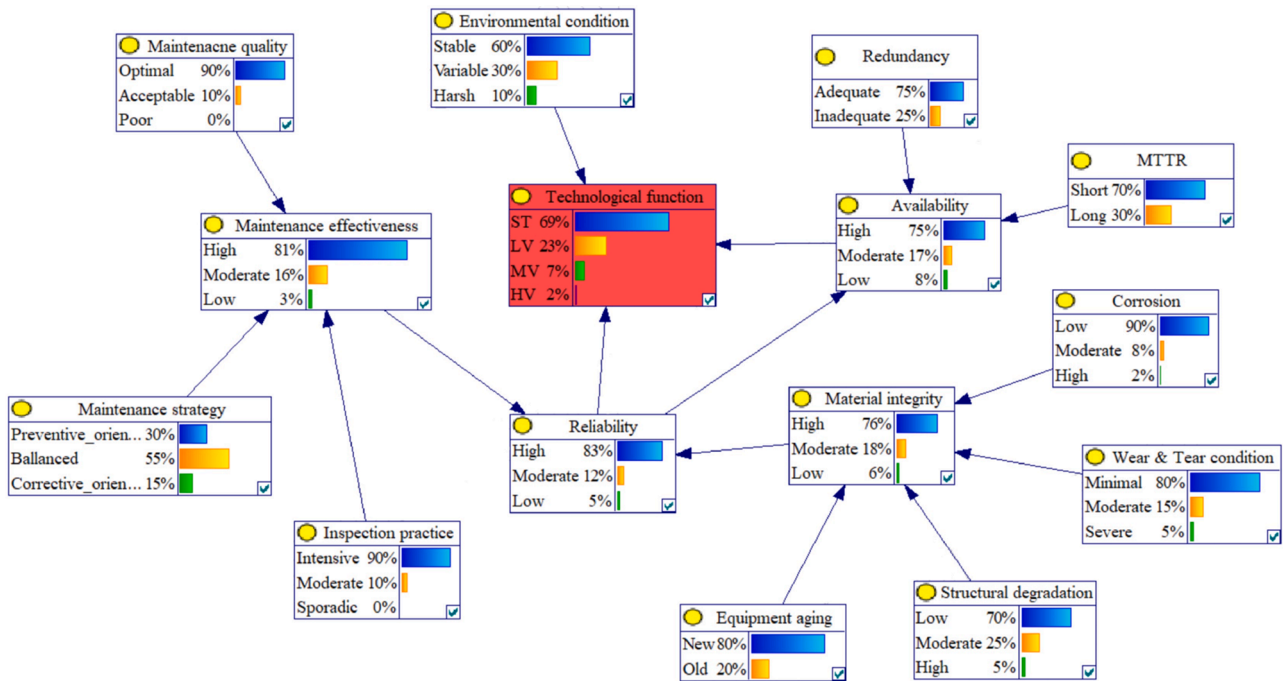 Maintenacne quality
Optimal 90%
Acceptable 10%
Poor 0%
Environmental condition
Stable 60%
Variable 30%
Harsh 10%
Redundancy
Adequate 75%
Inadequate 25%
MTTR
Short 70%
Long 30%
Technological function
ST 69%
LV 23%
MV 7%
HV 2%
Availability
High 75%
Moderate 17%
Low 8%
Maintenance effectiveness
High 81%
Moderate 16%
Low 3%
Corrosion
Low 90%
Moderate 8%
High 2%
Maintenance strategy
Preventive_orien... 30%
Ballanced 55%
Corrective_orien... 15%
Reliability
High 83%
Moderate 12%
Low 5%
Material integrity
High 76%
Moderate 18%
Low 6%
Wear & Tear condition
Minimal 80%
Moderate 15%
Severe 5%
Inspection practice
Intensive 90%
Moderate 10%
Sporadic 0%
Equipment aging
New 80%
Old 20%
Structural degradation
Low 70%
Moderate 25%
High 5%